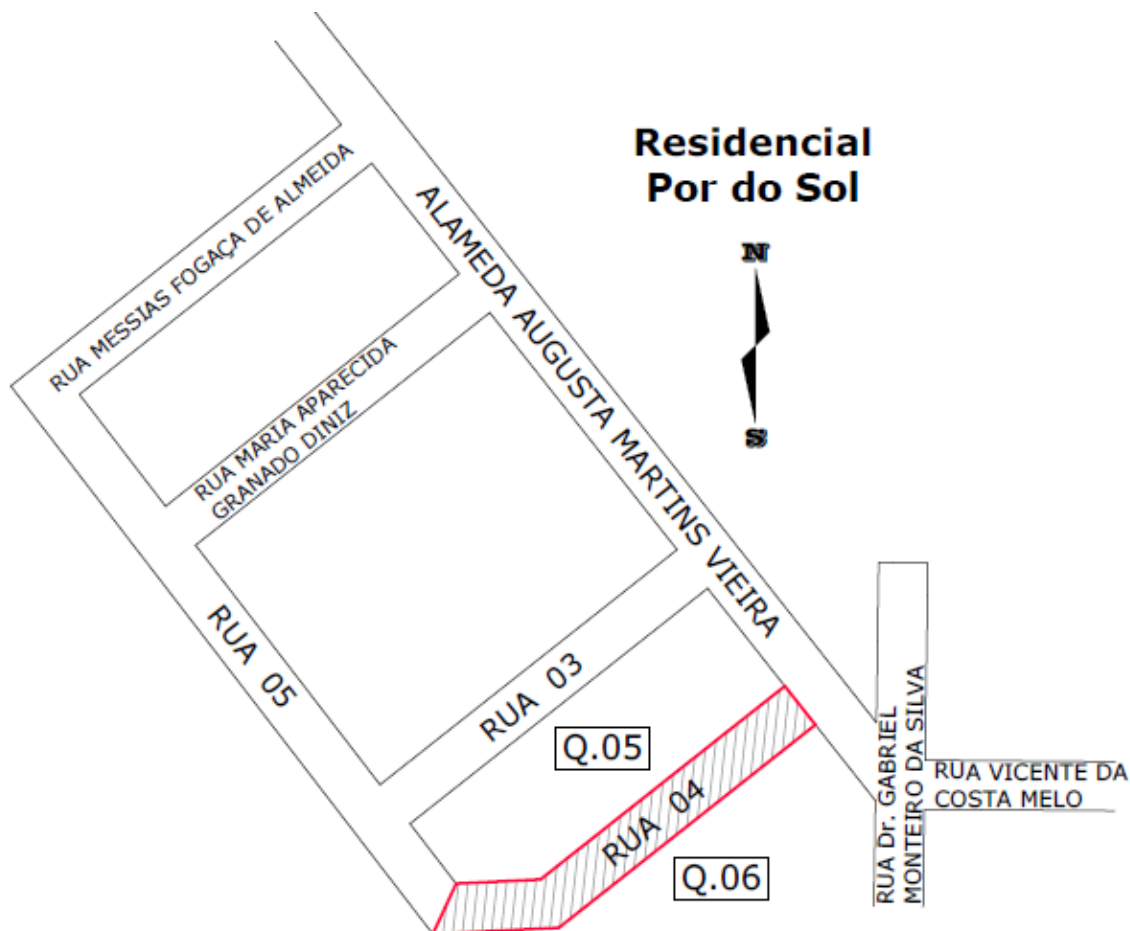 Residencial
Por do Sol
N
S
RUA MESSIAS FOGAÇA DE ALMEIDA
ALAMEDA AUGUSTA MARTINS VIEIRA
RUA MARIA APARECIDA
GRANADO DINIZ
RUA 05
RUA 03
Q.05
RUA 04
Q.06
RUA Dr. GABRIEL
MONTEIRO DA SILVA
RUA VICENTE DA
COSTA MELO